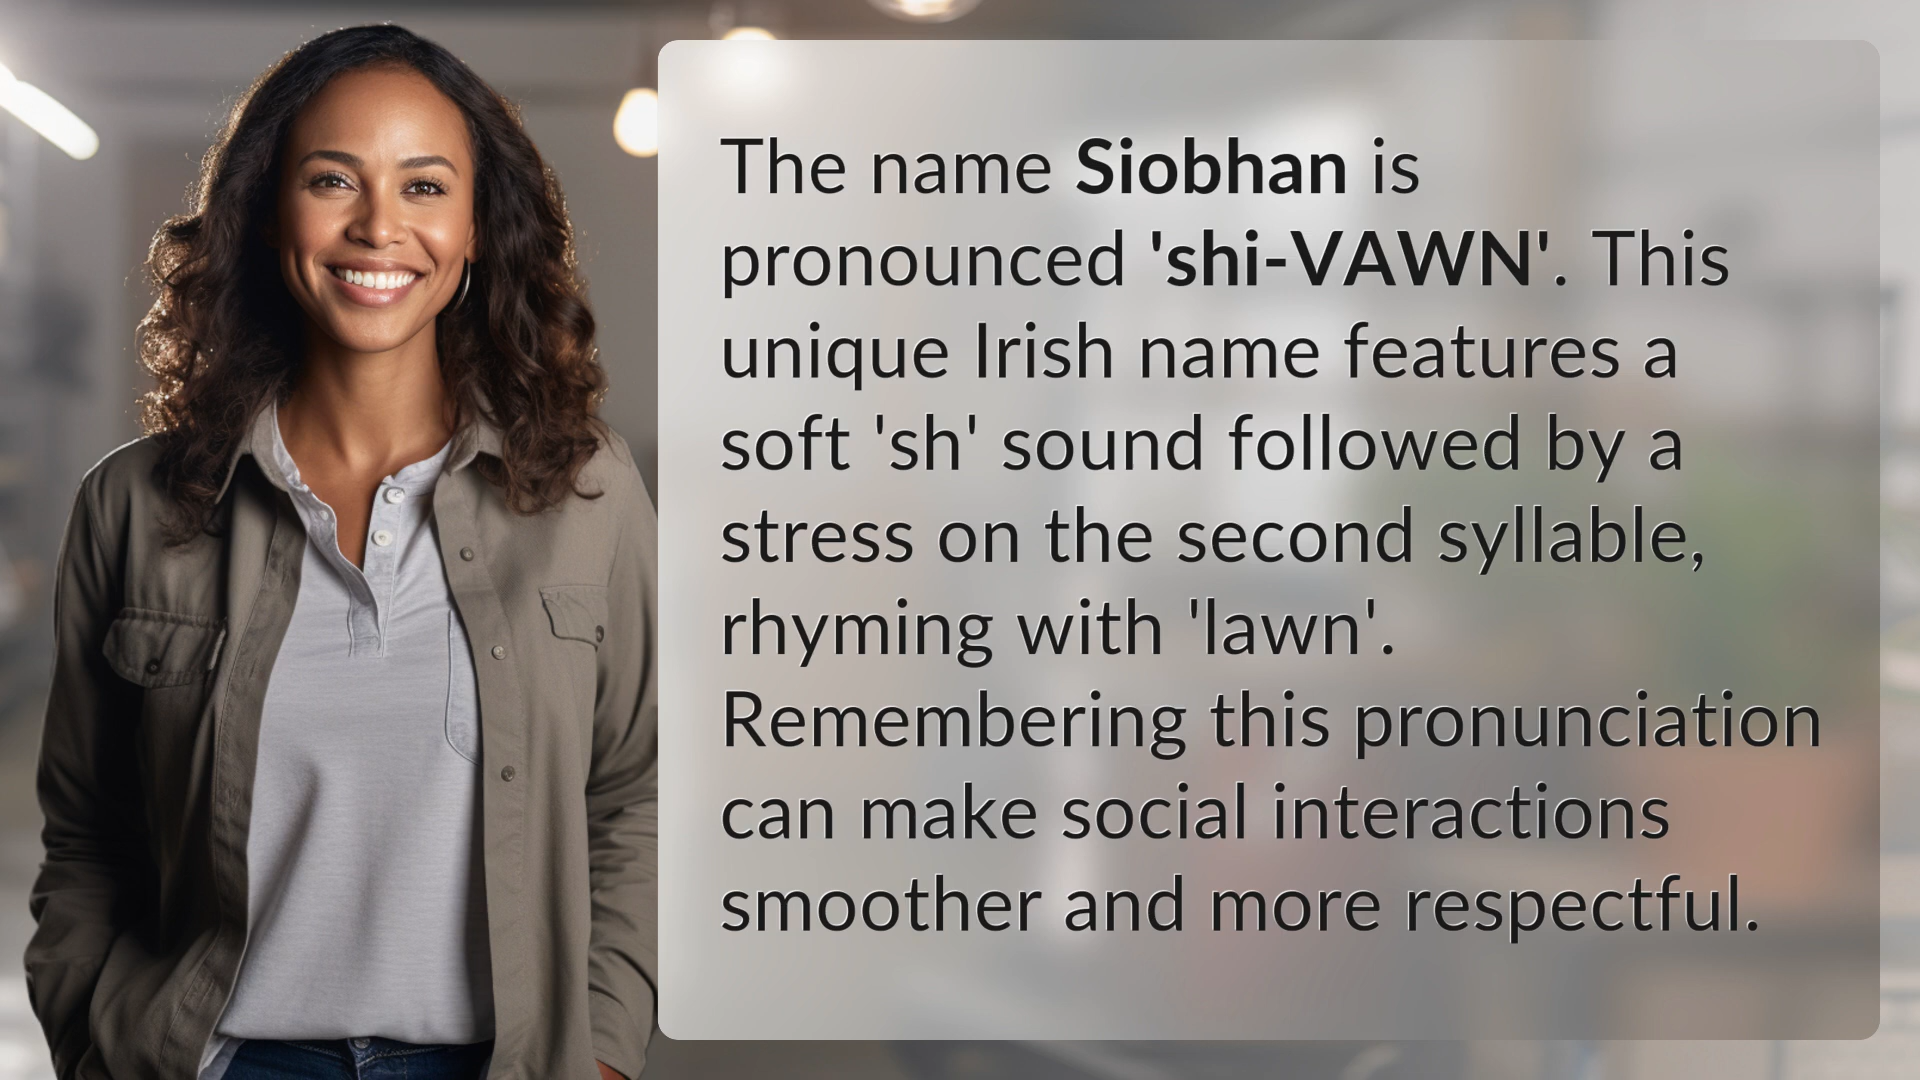 The name Siobhan is
pronounced 'shi-VAWN'. This
unique Irish name features a
soft 'sh' sound followed by a
stress on the second syllable,
rhyming with 'lawn'.
Remembering this pronunciation
can make social interactions
smoother and more respectful.